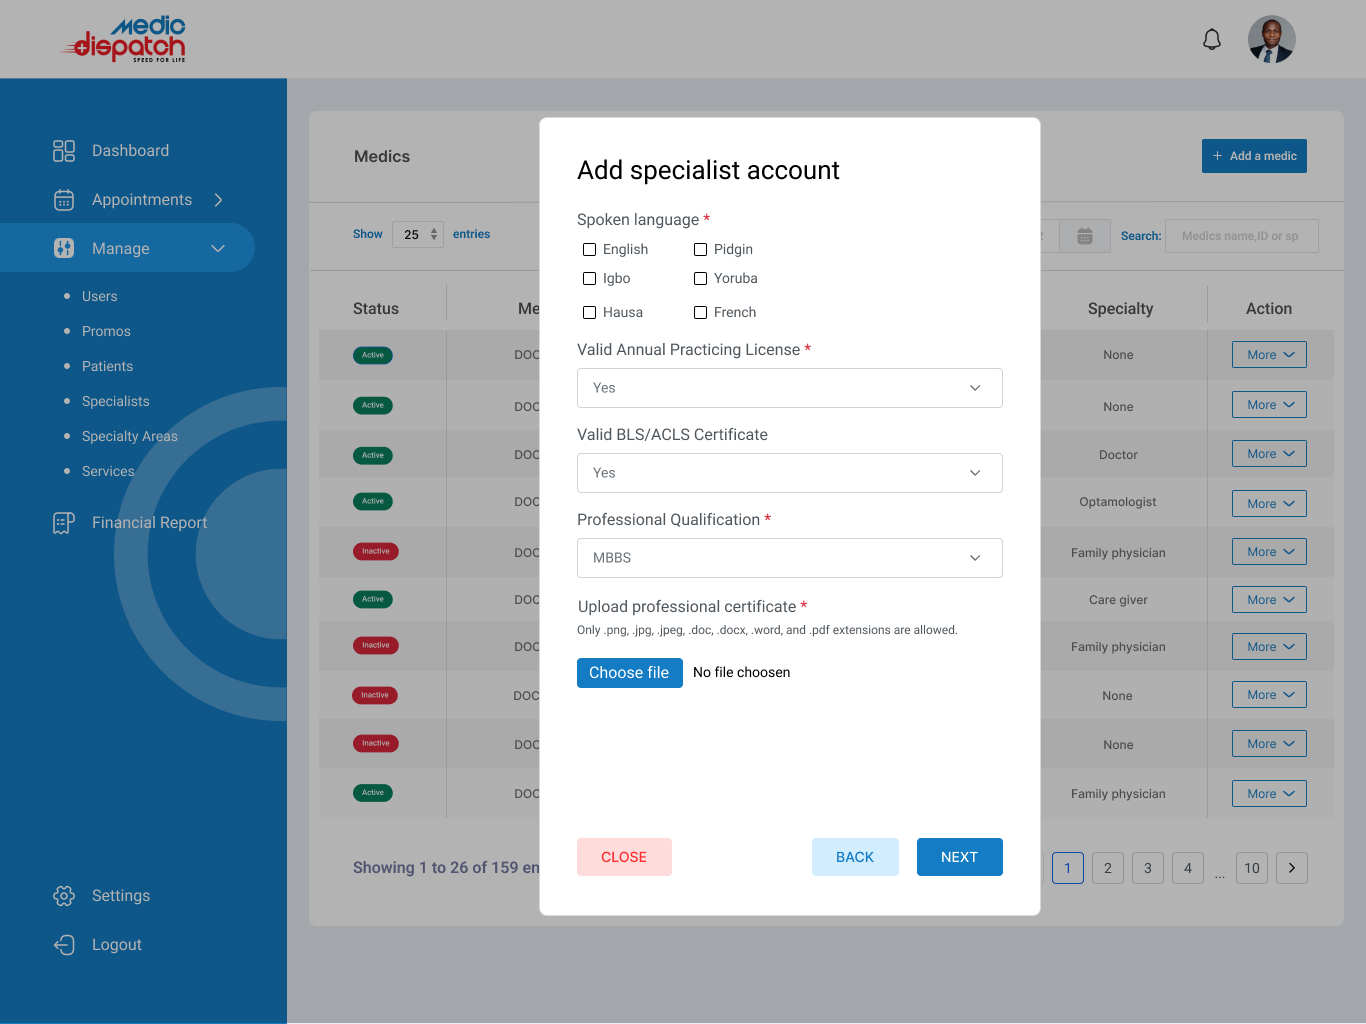 Medic
dispatch
SPEED FOR LIFE
Dashboard
Appointments
Manage
Users
Promos
Patients
Specialists
Specialty Areas
Services
Financial Report
Settings
Logout
Medics
+ Add a medic
Show 25 entries
2
Search: Medics name,ID or sp
Status Me Specialty Action
Active DOC None More
Active DOC None More
Active DOC Doctor More
Active DOC Optamologist More
Inactive DOC Family physician More
Active DOC Care giver More
Inactive DOC Family physician More
Inactive DOC None More
Inactive DOC None More
Active DOC Family physician More
Showing 1 to 26 of 159 en
1 2 3 4 ... 10
Add specialist account
Spoken language *
English Pidgin
Igbo Yoruba
Hausa French
Valid Annual Practicing License *
Yes
Valid BLS/ACLS Certificate
Yes
Professional Qualification *
MBBS
Upload professional certificate *
Only .png, .jpg, .jpeg, .doc, .docx, .word, and .pdf extensions are allowed.
Choose file No file choosen
CLOSE BACK NEXT